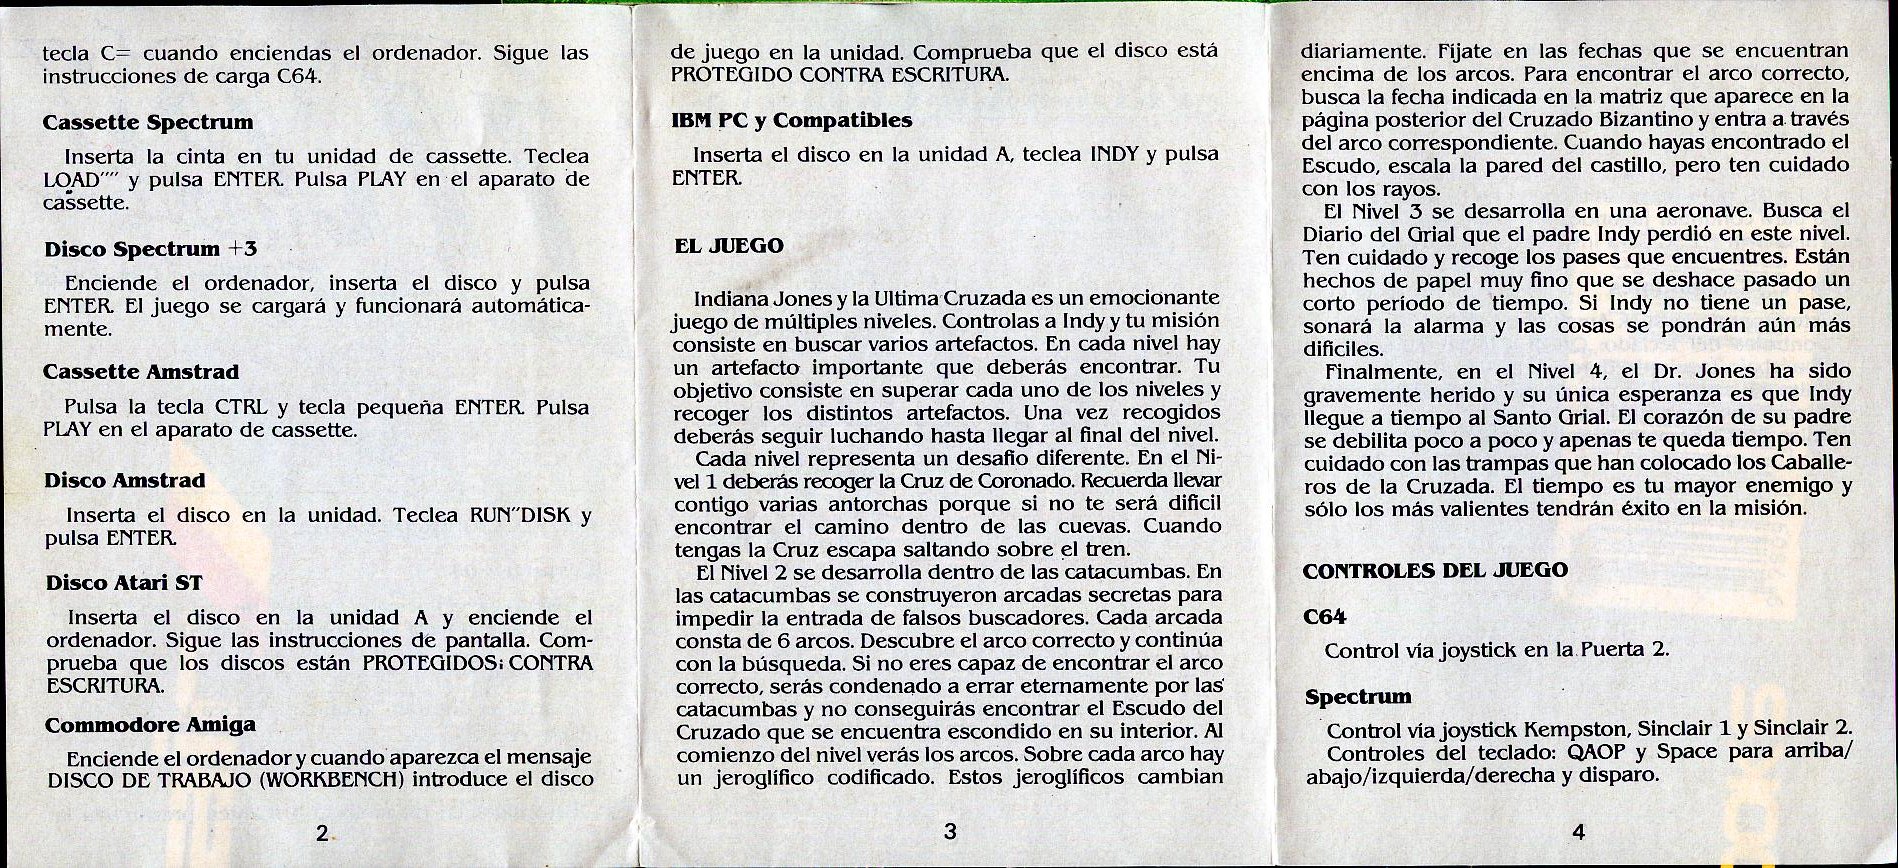 tecla C= cuando enciendas el ordenador. Sigue las
instrucciones de carga C64.
Cassette Spectrum
Inserta la cinta en tu unidad de cassette. Teclea
LOAD"" y pulsa ENTER. Pulsa PLAY en el aparato de
cassette.
Disco Spectrum +3
Enciende el ordenador, inserta el disco y pulsa
ENTER. El juego se cargará y funcionará automática-
mente.
Cassette Amstrad
Pulsa la tecla CTRL y tecla pequeña ENTER. Pulsa
PLAY en el aparato de cassette.
Disco Amstrad
Inserta el disco en la unidad. Teclea RUN"DISK y
pulsa ENTER.
Disco Atari ST
Inserta el disco en la unidad A y enciende el
ordenador. Sigue las instrucciones de pantalla. Com-
prueba que los discos están PROTEGIDOS CONTRA
ESCRITURA.
Commodore Amiga
Enciende el ordenador y cuando aparezca el mensaje
DISCO DE TRABAJO (WORKBENCH) introduce el disco
2
de juego en la unidad. Comprueba que el disco está
PROTEGIDO CONTRA ESCRITURA.
IBM PC y Compatibles
Inserta el disco en la unidad A, teclea INDY y pulsa
ENTER.
EL JUEGO
Indiana Jones y la Ultima Cruzada es un emocionante
juego de múltiples niveles. Controlas a Indy y tu misión
consiste en buscar varios artefactos. En cada nivel hay
un artefacto importante que deberás encontrar. Tu
objetivo consiste en superar cada uno de los niveles y
recoger los distintos artefactos. Una vez recogidos
deberás seguir luchando hasta llegar al final del nivel.
Cada nivel representa un desafio diferente. En el Ni-
vel 1 deberás recoger la Cruz de Coronado. Recuerda llevar
contigo varias antorchas porque si no te será dificil
encontrar el camino dentro de las cuevas. Cuando
tengas la Cruz escapa saltando sobre el tren.
El Nivel 2 se desarrolla dentro de las catacumbas. En
las catacumbas se construyeron arcadas secretas para
impedir la entrada de falsos buscadores. Cada arcada
consta de 6 arcos. Descubre el arco correcto y continúa
con la búsqueda. Si no eres capaz de encontrar el arco
correcto, serás condenado a errar eternamente por las
catacumbas y no conseguirás encontrar el Escudo del
Cruzado que se encuentra escondido en su interior. Al
comienzo del nivel verás los arcos. Sobre cada arco hay
un jeroglífico codificado. Estos jeroglíficos cambian
3
diariamente. Fíjate en las fechas que se encuentran
encima de los arcos. Para encontrar el arco correcto,
busca la fecha indicada en la matriz que aparece en la
página posterior del Cruzado Bizantino y entra a través
del arco correspondiente. Cuando hayas encontrado el
Escudo, escala la pared del castillo, pero ten cuidado
con los rayos.
El Nivel 3 se desarrolla en una aeronave. Busca el
Diario del Grial que el padre Indy perdió en este nivel.
Ten cuidado y recoge los pases que encuentres. Están
hechos de papel muy fino que se deshace pasado un
corto período de tiempo. Si Indy no tiene un pase,
sonará la alarma y las cosas se pondrán aún más
dificiles.
Finalmente, en el Nivel 4, el Dr. Jones ha sido
gravemente herido y su única esperanza es que Indy
llegue a tiempo al Santo Grial. El corazón de su padre
se debilita poco a poco y apenas te queda tiempo. Ten
cuidado con las trampas que han colocado los Caballe-
ros de la Cruzada. El tiempo es tu mayor enemigo y
sólo los más valientes tendrán éxito en la misión.
CONTROLES DEL JUEGO
C64
Control vía joystick en la Puerta 2.
Spectrum
Control vía joystick Kempston, Sinclair 1 y Sinclair 2.
Controles del teclado: QAOP y Space para arriba/
abajo/izquierda/derecha y disparo.
4